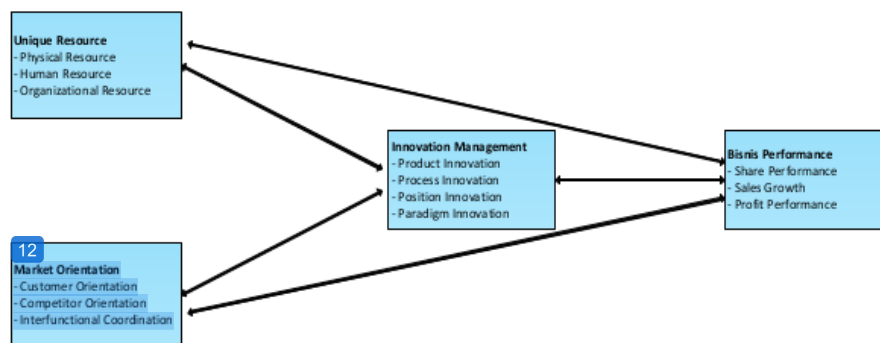 Unique Resource
- Physical Resource
- Human Resource
- Organizational Resource
Innovation Management
- Product Innovation
- Process Innovation
- Position Innovation
- Paradigm Innovation
Bisnis Performance
- Share Performance
- Sales Growth
- Profit Performance
12
Market Orientation
- Customer Orientation
- Competitor Orientation
- Interfunctional Coordination